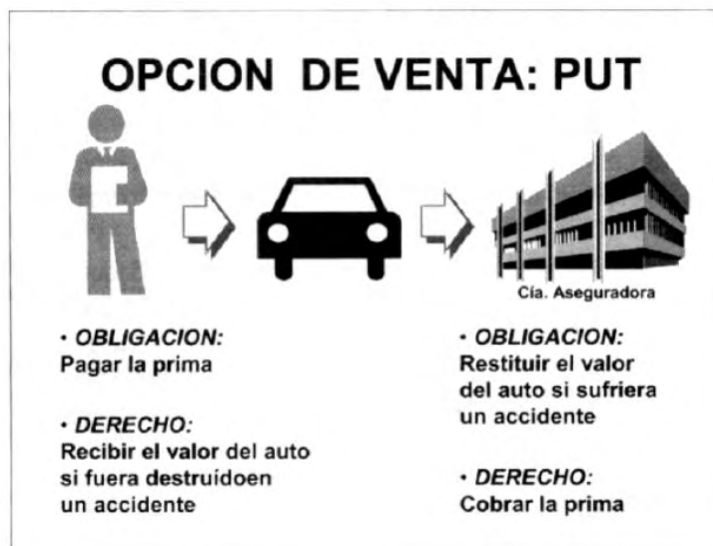 OPCION DE VENTA: PUT
Cía. Aseguradora
• OBLIGACION:
Pagar la prima
• DERECHO:
Recibir el valor del auto
si fuera destruidoen
un accidente
• OBLIGACION:
Restituir el valor
del auto si sufriera
un accidente
• DERECHO:
Cobrar la prima